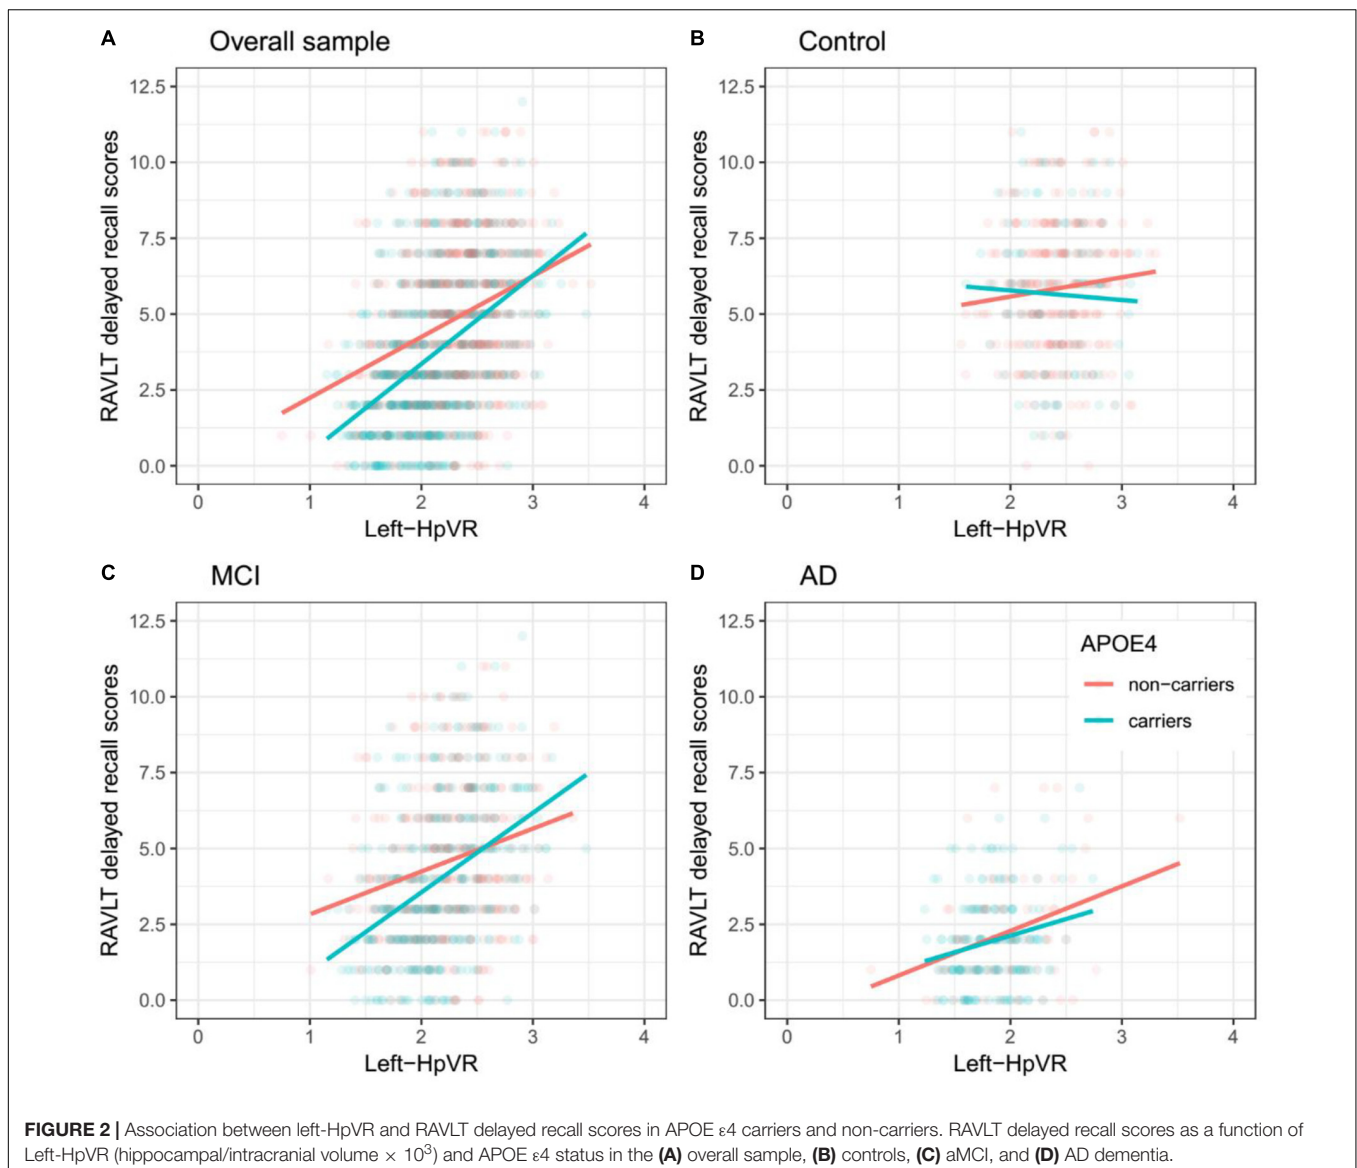 A Overall sample
12.5
10.0
7.5
5.0
2.5
0.0
RAVLT delayed recall scores
0 1 2 3 4
Left−HpVR
B Control
12.5
10.0
7.5
5.0
2.5
0.0
RAVLT delayed recall scores
0 1 2 3 4
Left−HpVR
C MCI
12.5
10.0
7.5
5.0
2.5
0.0
RAVLT delayed recall scores
0 1 2 3 4
Left−HpVR
D AD
12.5
10.0
7.5
5.0
2.5
0.0
RAVLT delayed recall scores
APOE4
non−carriers
carriers
0 1 2 3 4
Left−HpVR
FIGURE 2 | Association between left-HpVR and RAVLT delayed recall scores in APOE ε4 carriers and non-carriers. RAVLT delayed recall scores as a function of
Left-HpVR (hippocampal/intracranial volume × 10³) and APOE ε4 status in the (A) overall sample, (B) controls, (C) aMCI, and (D) AD dementia.